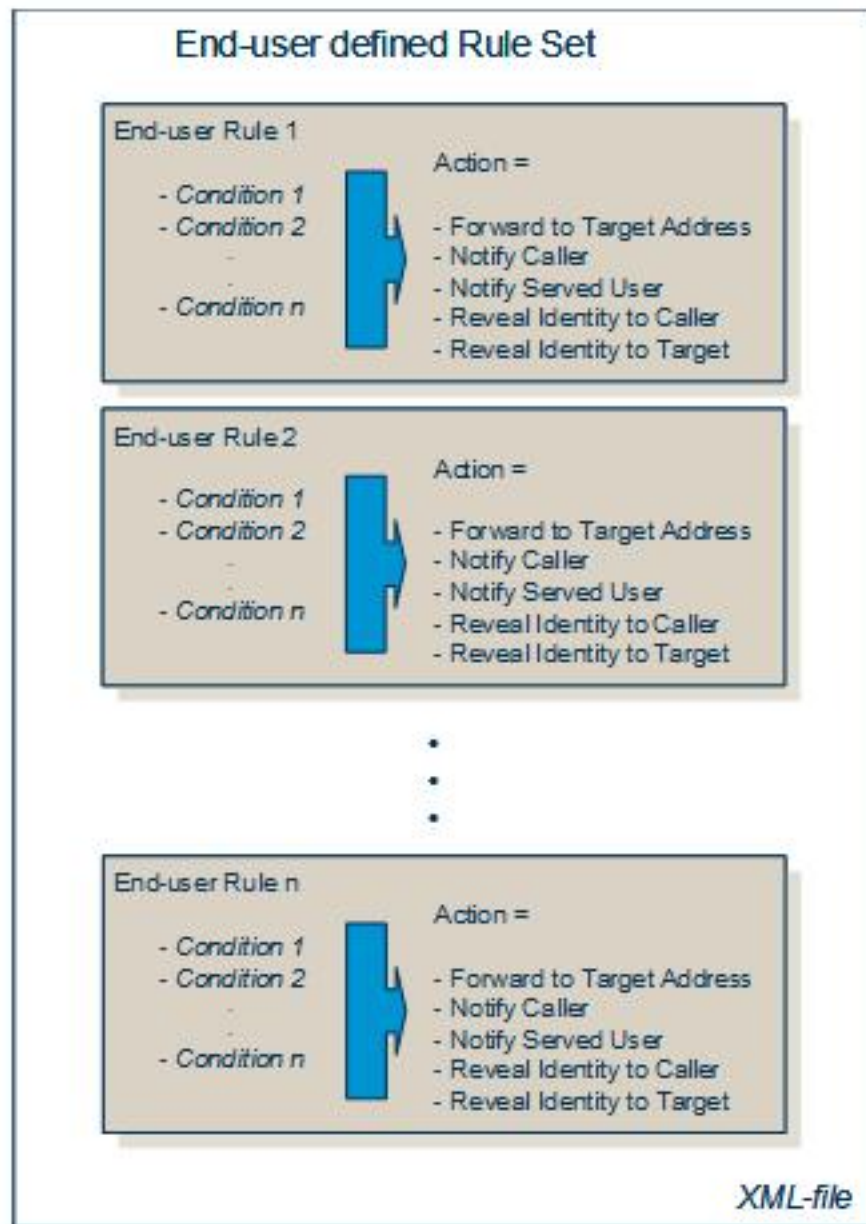 End-user defined Rule Set
End-user Rule 1
- Condition 1
- Condition 2
.
.
- Condition n
Action =
- Forward to Target Address
- Notify Caller
- Notify Served User
- Reveal Identity to Caller
- Reveal Identity to Target
End-user Rule 2
- Condition 1
- Condition 2
.
.
- Condition n
Action =
- Forward to Target Address
- Notify Caller
- Notify Served User
- Reveal Identity to Caller
- Reveal Identity to Target
•
•
•
End-user Rule n
- Condition 1
- Condition 2
.
.
- Condition n
Action =
- Forward to Target Address
- Notify Caller
- Notify Served User
- Reveal Identity to Caller
- Reveal Identity to Target
XML-file